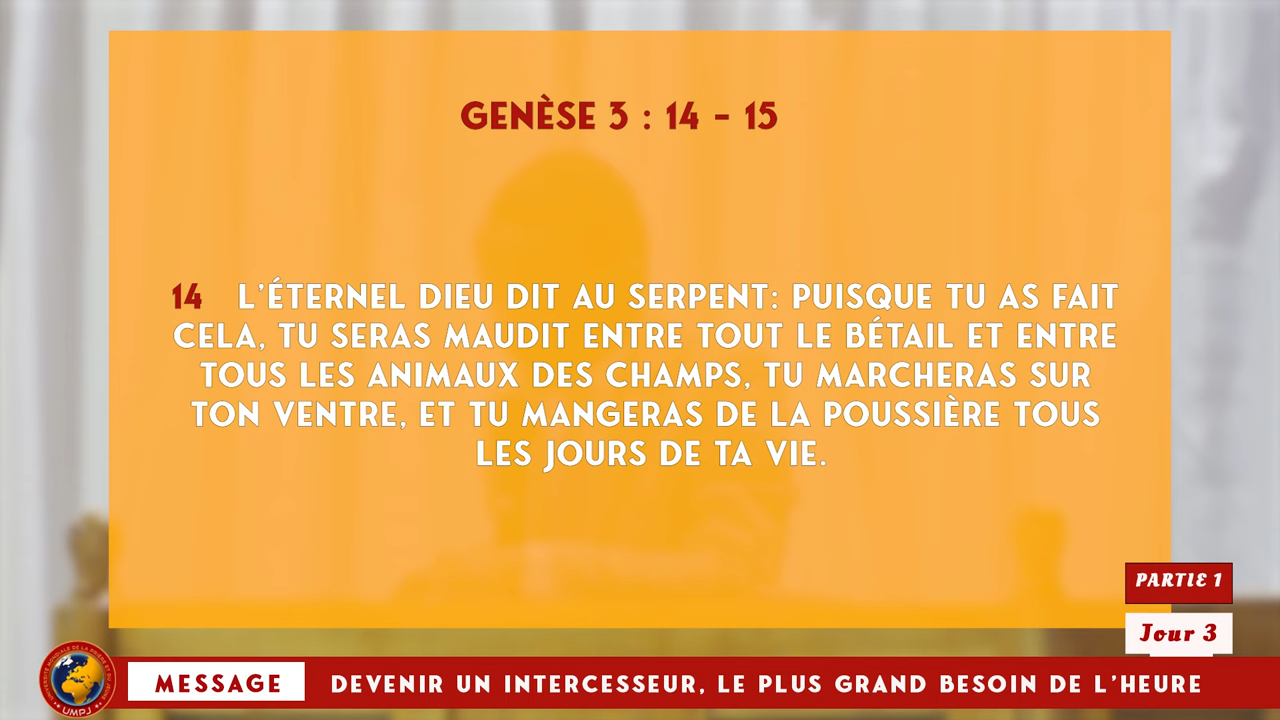 GENÈSE 3 : 14 - 15
14 L'ÉTERNEL DIEU DIT AU SERPENT: PUISQUE TU AS FAIT
CELA, TU SERAS MAUDIT ENTRE TOUT LE BÉTAIL ET ENTRE
TOUS LES ANIMAUX DES CHAMPS, TU MARCHERAS SUR
TON VENTRE, ET TU MANGERAS DE LA POUSSIÈRE TOUS
LES JOURS DE TA VIE.
PARTIE 1
Jour 3
MESSAGE
DEVENIR UN INTERCESSEUR, LE PLUS GRAND BESOIN DE L'HEURE
UMPJ